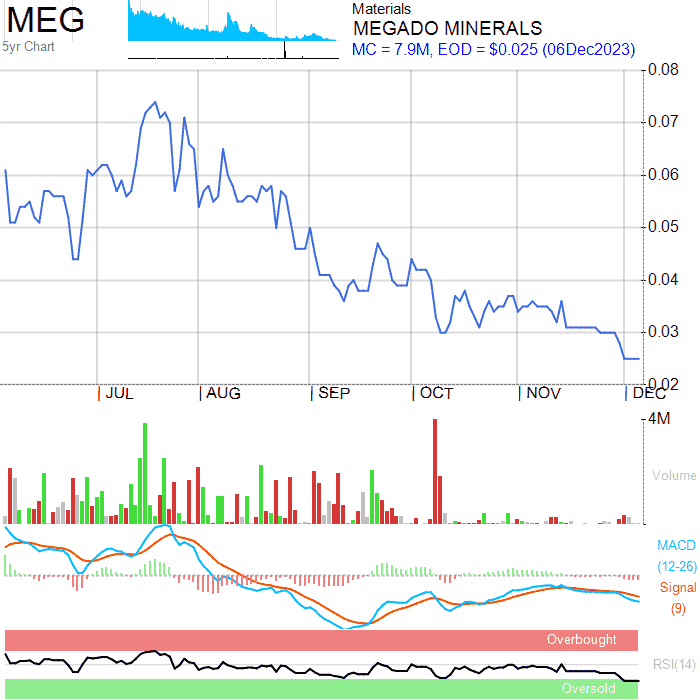 MEG
5yr Chart
Materials
MEGADO MINERALS
MC = 7.9M, EOD = $0.025 (06Dec2023)
0.08
0.07
0.06
0.05
0.04
0.03
0.02
JUL AUG SEP OCT NOV DEC
4M
Volume
MACD
(12-26)
Signal
(9)
Overbought
RSI(14)
Oversold